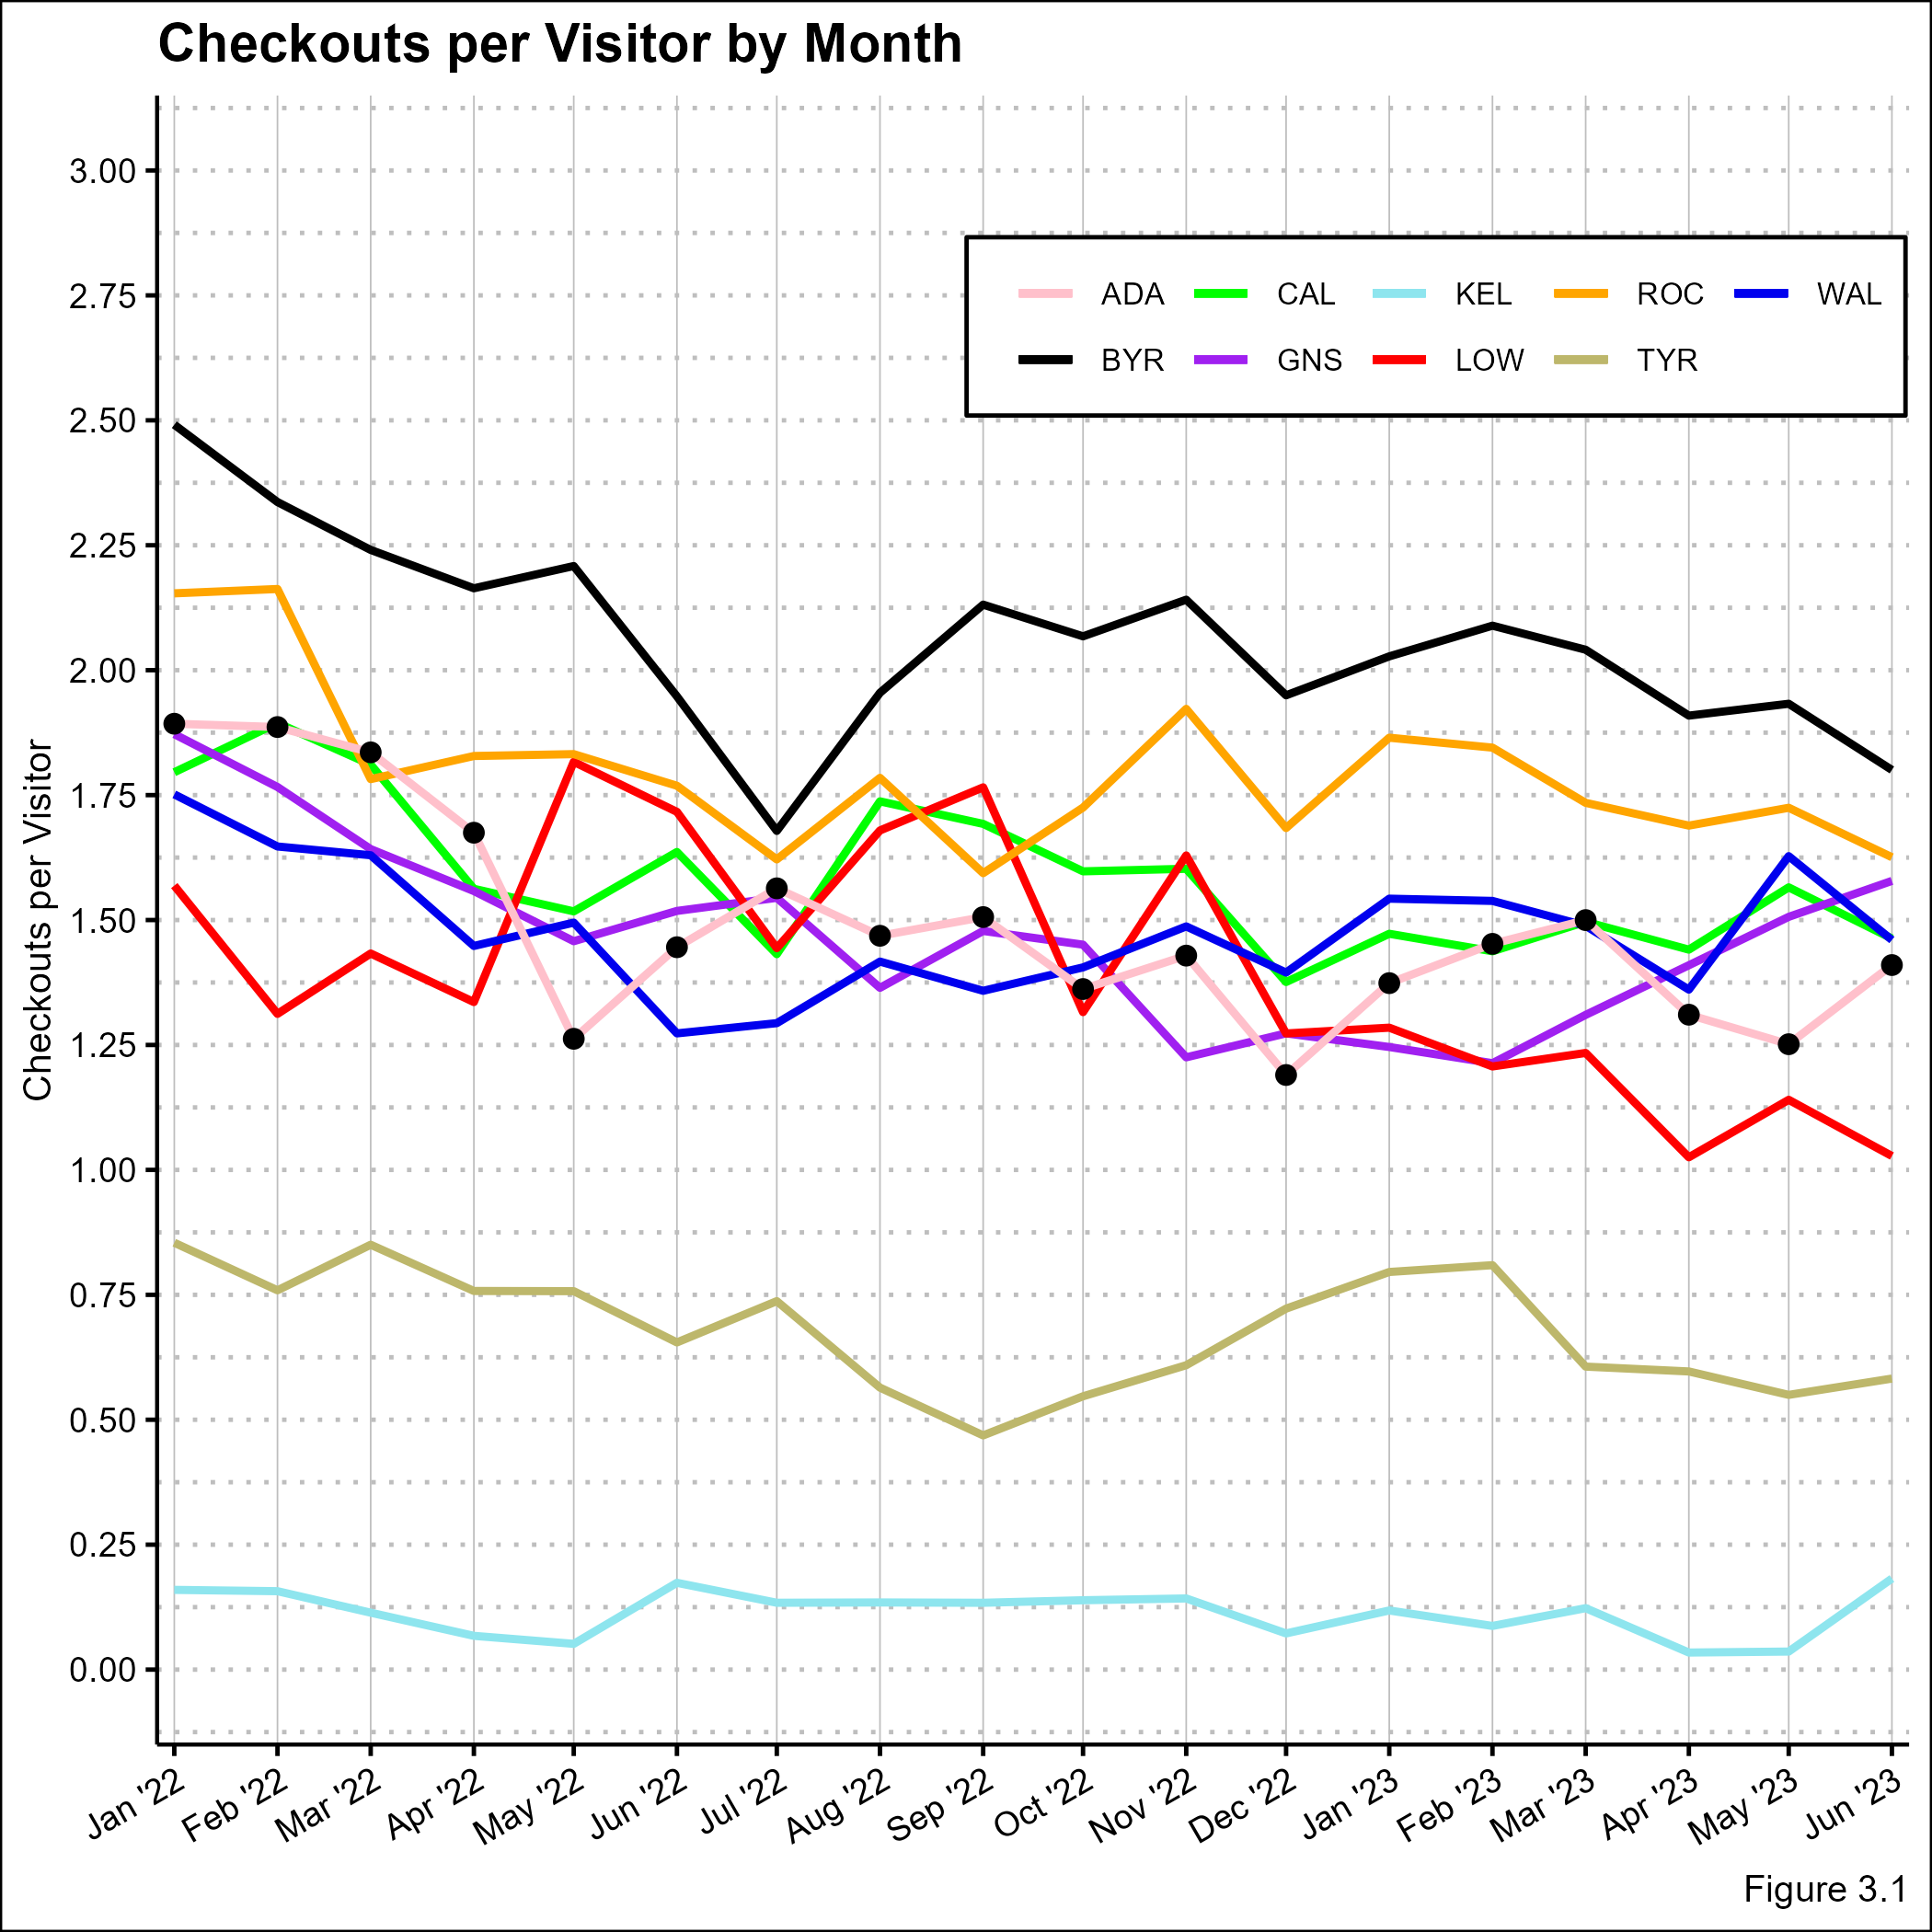 Checkouts per Visitor by Month
Checkouts per Visitor
3.00
2.75
2.50
2.25
2.00
1.75
1.50
1.25
1.00
0.75
0.50
0.25
0.00
ADA CAL KEL ROC WAL
BYR GNS LOW TYR
Jan '22 Feb '22 Mar '22 Apr '22 May '22 Jun '22 Jul '22 Aug '22 Sep '22 Oct '22 Nov '22 Dec '22 Jan '23 Feb '23 Mar '23 Apr '23 May '23 Jun '23
Figure 3.1